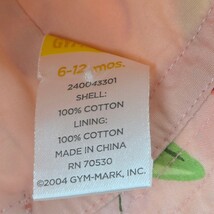 6-12 mos.
240043301
SHELL:
100% COTTON
LINING:
100% COTTON
MADE IN CHINA
RN 70530
©2004 GYM-MARK, INC.